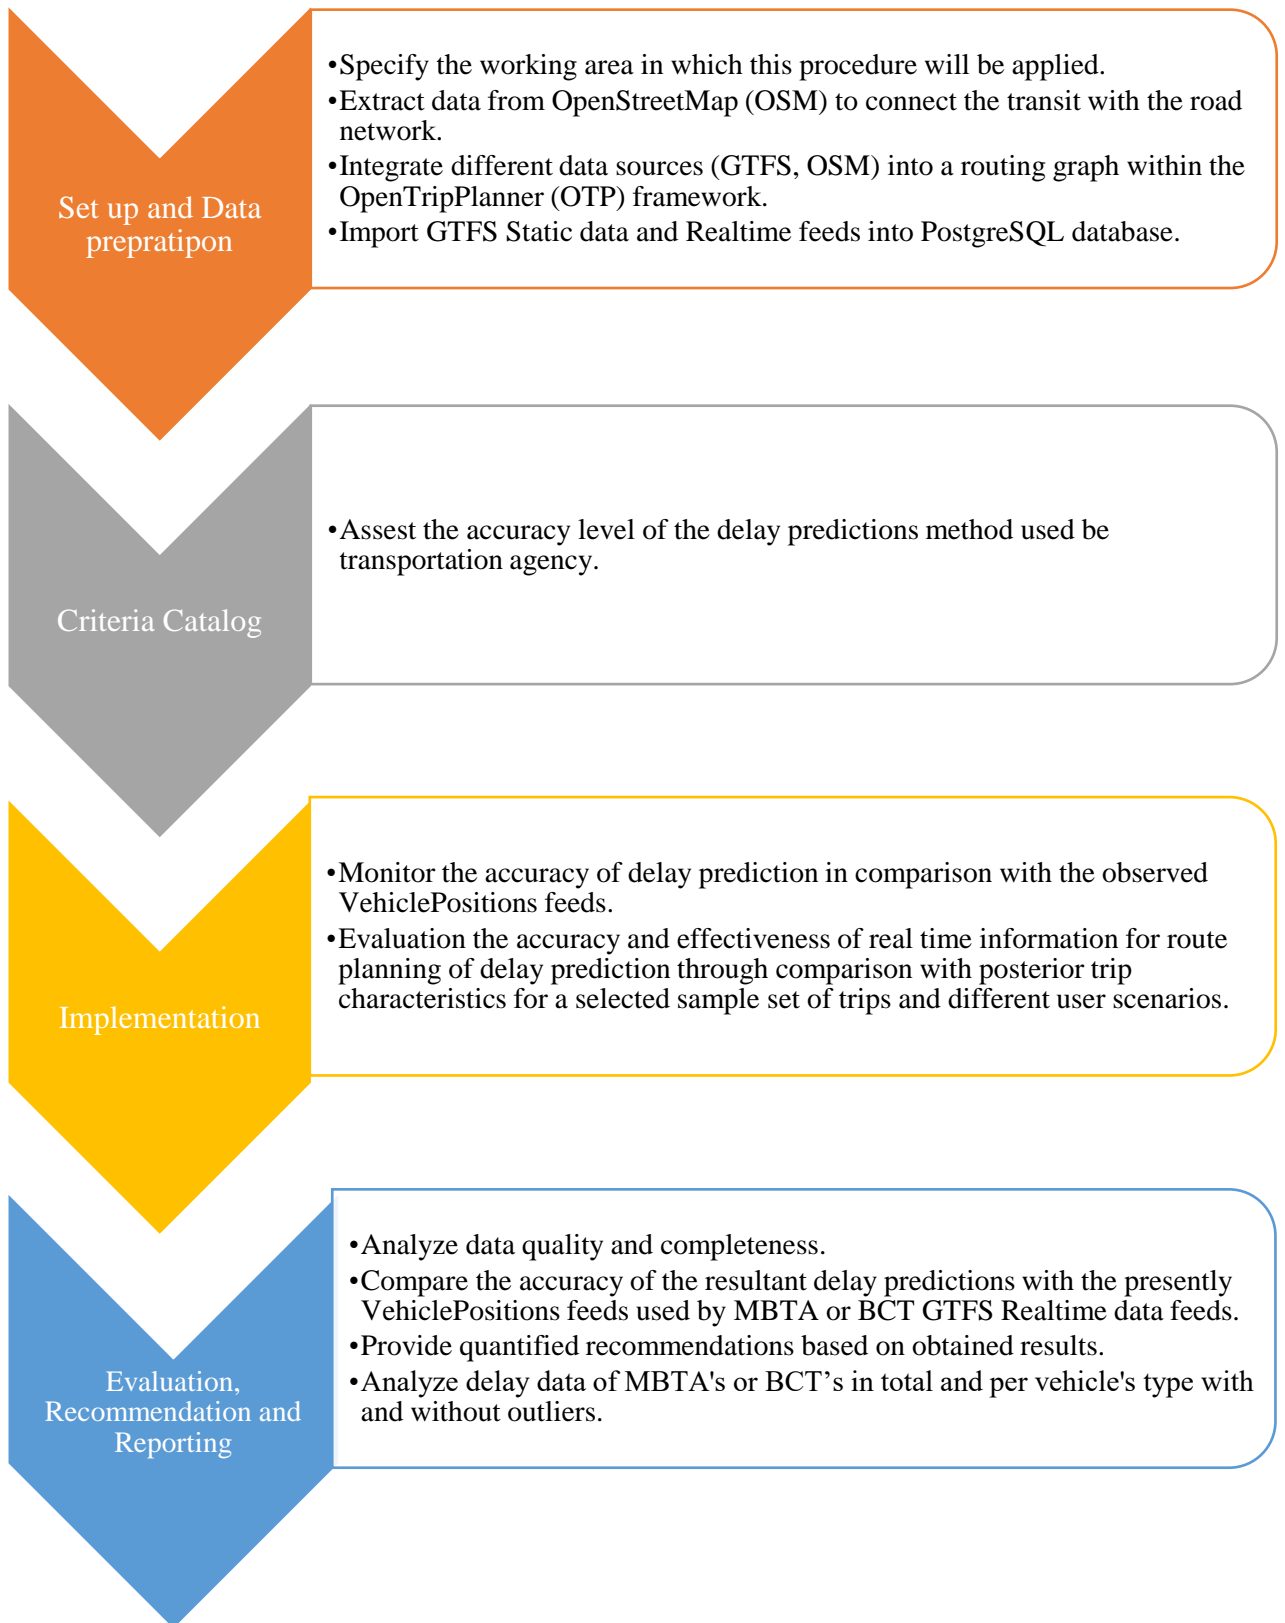 Set up and Data
prepratipon
•Specify the working area in which this procedure will be applied.
•Extract data from OpenStreetMap (OSM) to connect the transit with the road
network.
•Integrate different data sources (GTFS, OSM) into a routing graph within the
OpenTripPlanner (OTP) framework.
•Import GTFS Static data and Realtime feeds into PostgreSQL database.
Criteria Catalog
•Assest the accuracy level of the delay predictions method used be
transportation agency.
Implementation
•Monitor the accuracy of delay prediction in comparison with the observed
VehiclePositions feeds.
•Evaluation the accuracy and effectiveness of real time information for route
planning of delay prediction through comparison with posterior trip
characteristics for a selected sample set of trips and different user scenarios.
Evaluation,
Recommendation and
Reporting
•Analyze data quality and completeness.
•Compare the accuracy of the resultant delay predictions with the presently
VehiclePositions feeds used by MBTA or BCT GTFS Realtime data feeds.
•Provide quantified recommendations based on obtained results.
•Analyze delay data of MBTA's or BCT’s in total and per vehicle's type with
and without outliers.